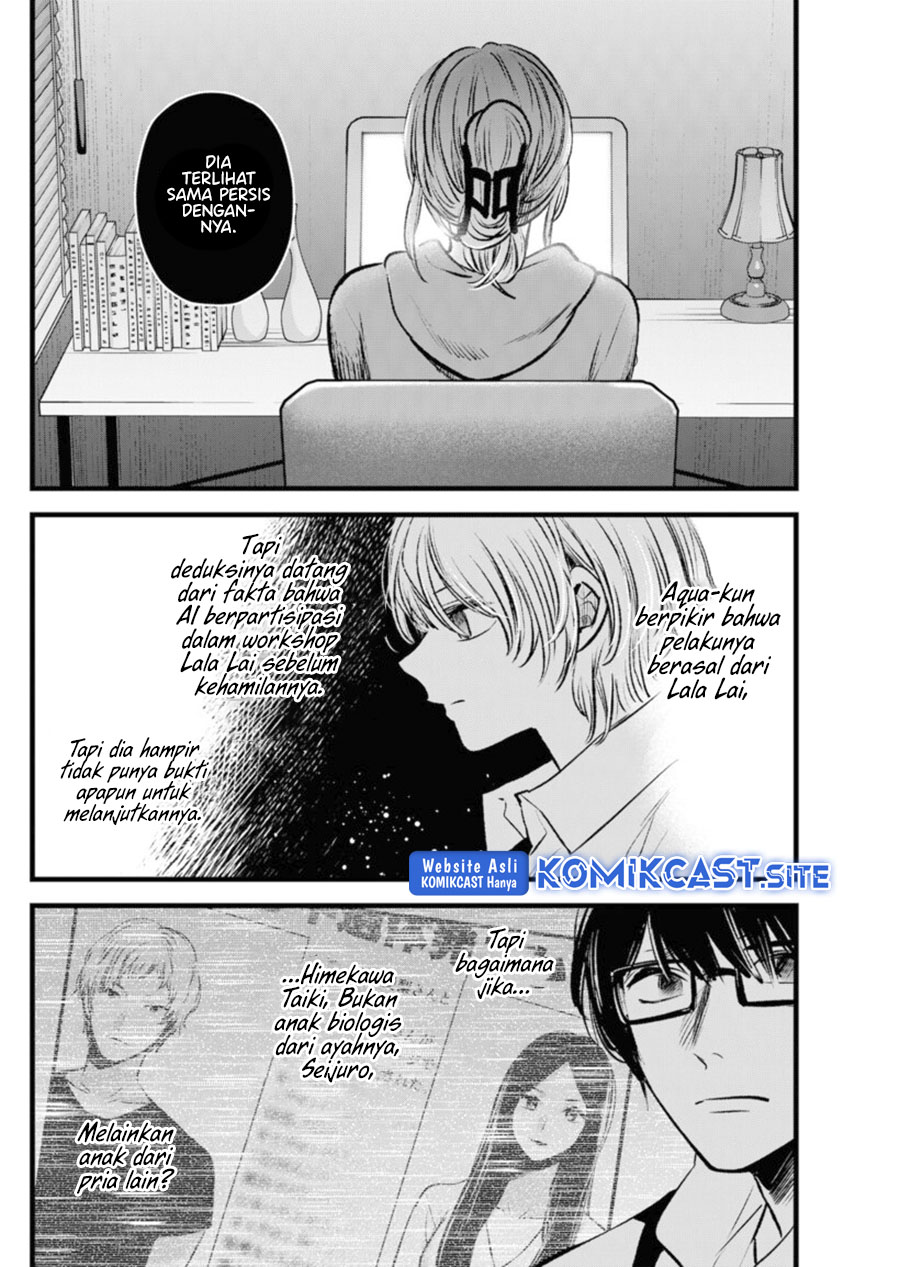 DIA
TERLIHAT
SAMA PERSIS
DENGAN-
NYA.
Aqua-kun
berpikir bahwa
pelakunya
berasal dari
Lala Lai,
Tapi
deduksinya datang
dari fakta bahwa
AI berpartisipasi
dalam workshop
Lala Lai, sebelum
kehamilannya.
Tapi dia hampir
tidak punya bukti
apapun untuk
melanjutkannya.
Website Asli
KOMIKCAST Hanya
KOMIKCAST.SITE
Tapi
bagaimana
jika...
...Himekawa
Taiki, Bukan
anak biologis
dari ayahnya,
Seijuro,
Melainkan
anak dari
pria lain?